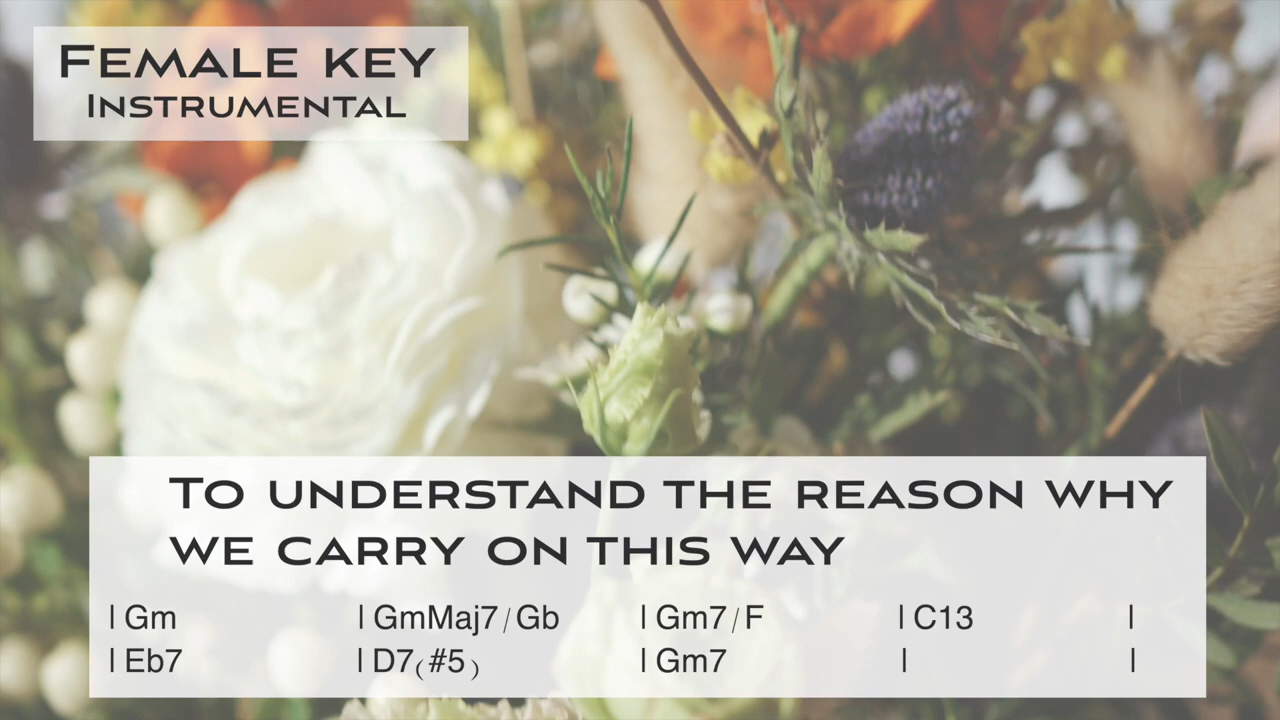 Female key
Instrumental
To understand the reason why
we carry on this way
| Gm | GmMaj7/Gb | Gm7/F | C13 |
| Eb7 | D7(#5) | Gm7 | |